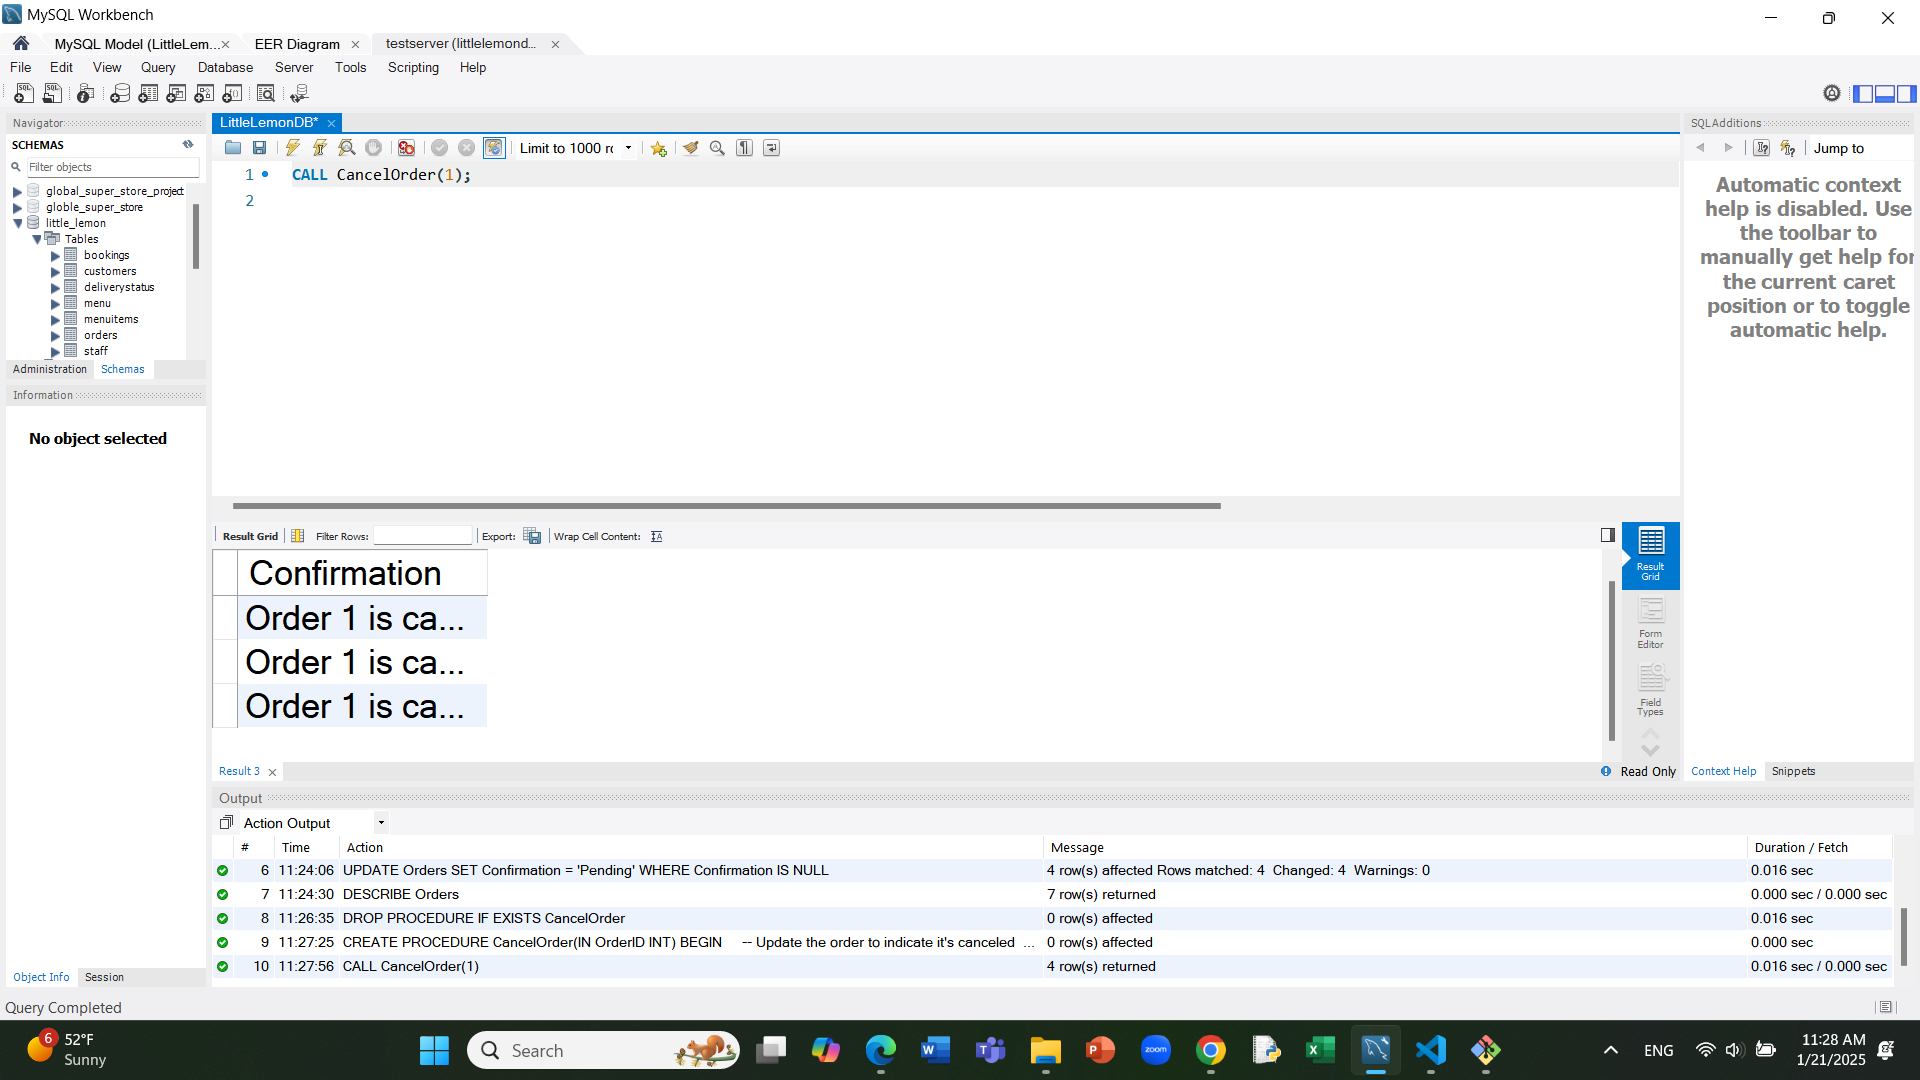 MySQL Workbench
MySQL Model (LittleLem...
EER Diagram
testserver (littlelemond...
File Edit View Query Database Server Tools Scripting Help
Navigator
SCHEMAS
Filter objects
global_super_store_project
globle_super_store
little_lemon
Tables
bookings
customers
deliverystatus
menu
menuitems
orders
staff
Administration Schemas
Information
No object selected
Object Info Session
LittleLemonDB*
Limit to 1000 rc
1 CALL CancelOrder(1);
2
Result Grid Filter Rows: Export: Wrap Cell Content:
Confirmation
Order 1 is ca...
Order 1 is ca...
Order 1 is ca...
Result Grid
Form Editor
Field Types
Result 3
Read Only
SQLAdditions
Jump to
Automatic context
help is disabled. Use
the toolbar to
manually get help for
the current caret
position or to toggle
automatic help.
Context Help Snippets
Output
Action Output
# Time Action Message Duration / Fetch
6 11:24:06 UPDATE Orders SET Confirmation = 'Pending' WHERE Confirmation IS NULL 4 row(s) affected Rows matched: 4 Changed: 4 Warnings: 0 0.016 sec
7 11:24:30 DESCRIBE Orders 7 row(s) returned 0.000 sec / 0.000 sec
8 11:26:35 DROP PROCEDURE IF EXISTS CancelOrder 0 row(s) affected 0.016 sec
9 11:27:25 CREATE PROCEDURE CancelOrder(IN OrderID INT) BEGIN -- Update the order to indicate it's canceled ... 0 row(s) affected 0.000 sec
10 11:27:56 CALL CancelOrder(1) 4 row(s) returned 0.016 sec / 0.000 sec
Query Completed
6
52°F
Sunny
Search
zoom
ENG
11:28 AM
1/21/2025